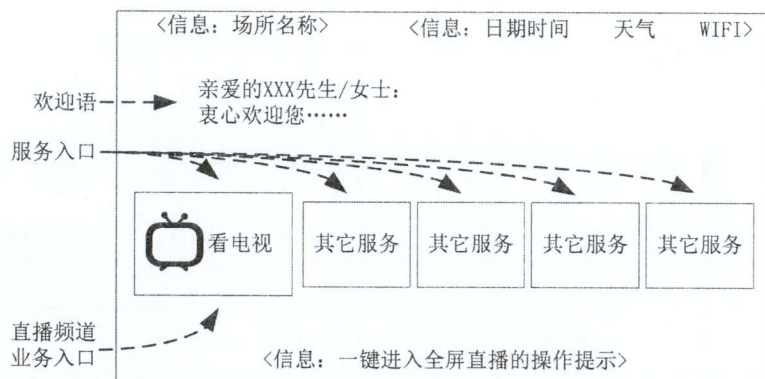 <信息：场所名称> <信息：日期时间 天气 WIFI>
欢迎语
亲爱的XXX先生/女士：
衷心欢迎您……
服务入口
看电视 其它服务 其它服务 其它服务 其它服务
直播频道
业务入口
<信息：一键进入全屏直播的操作提示>